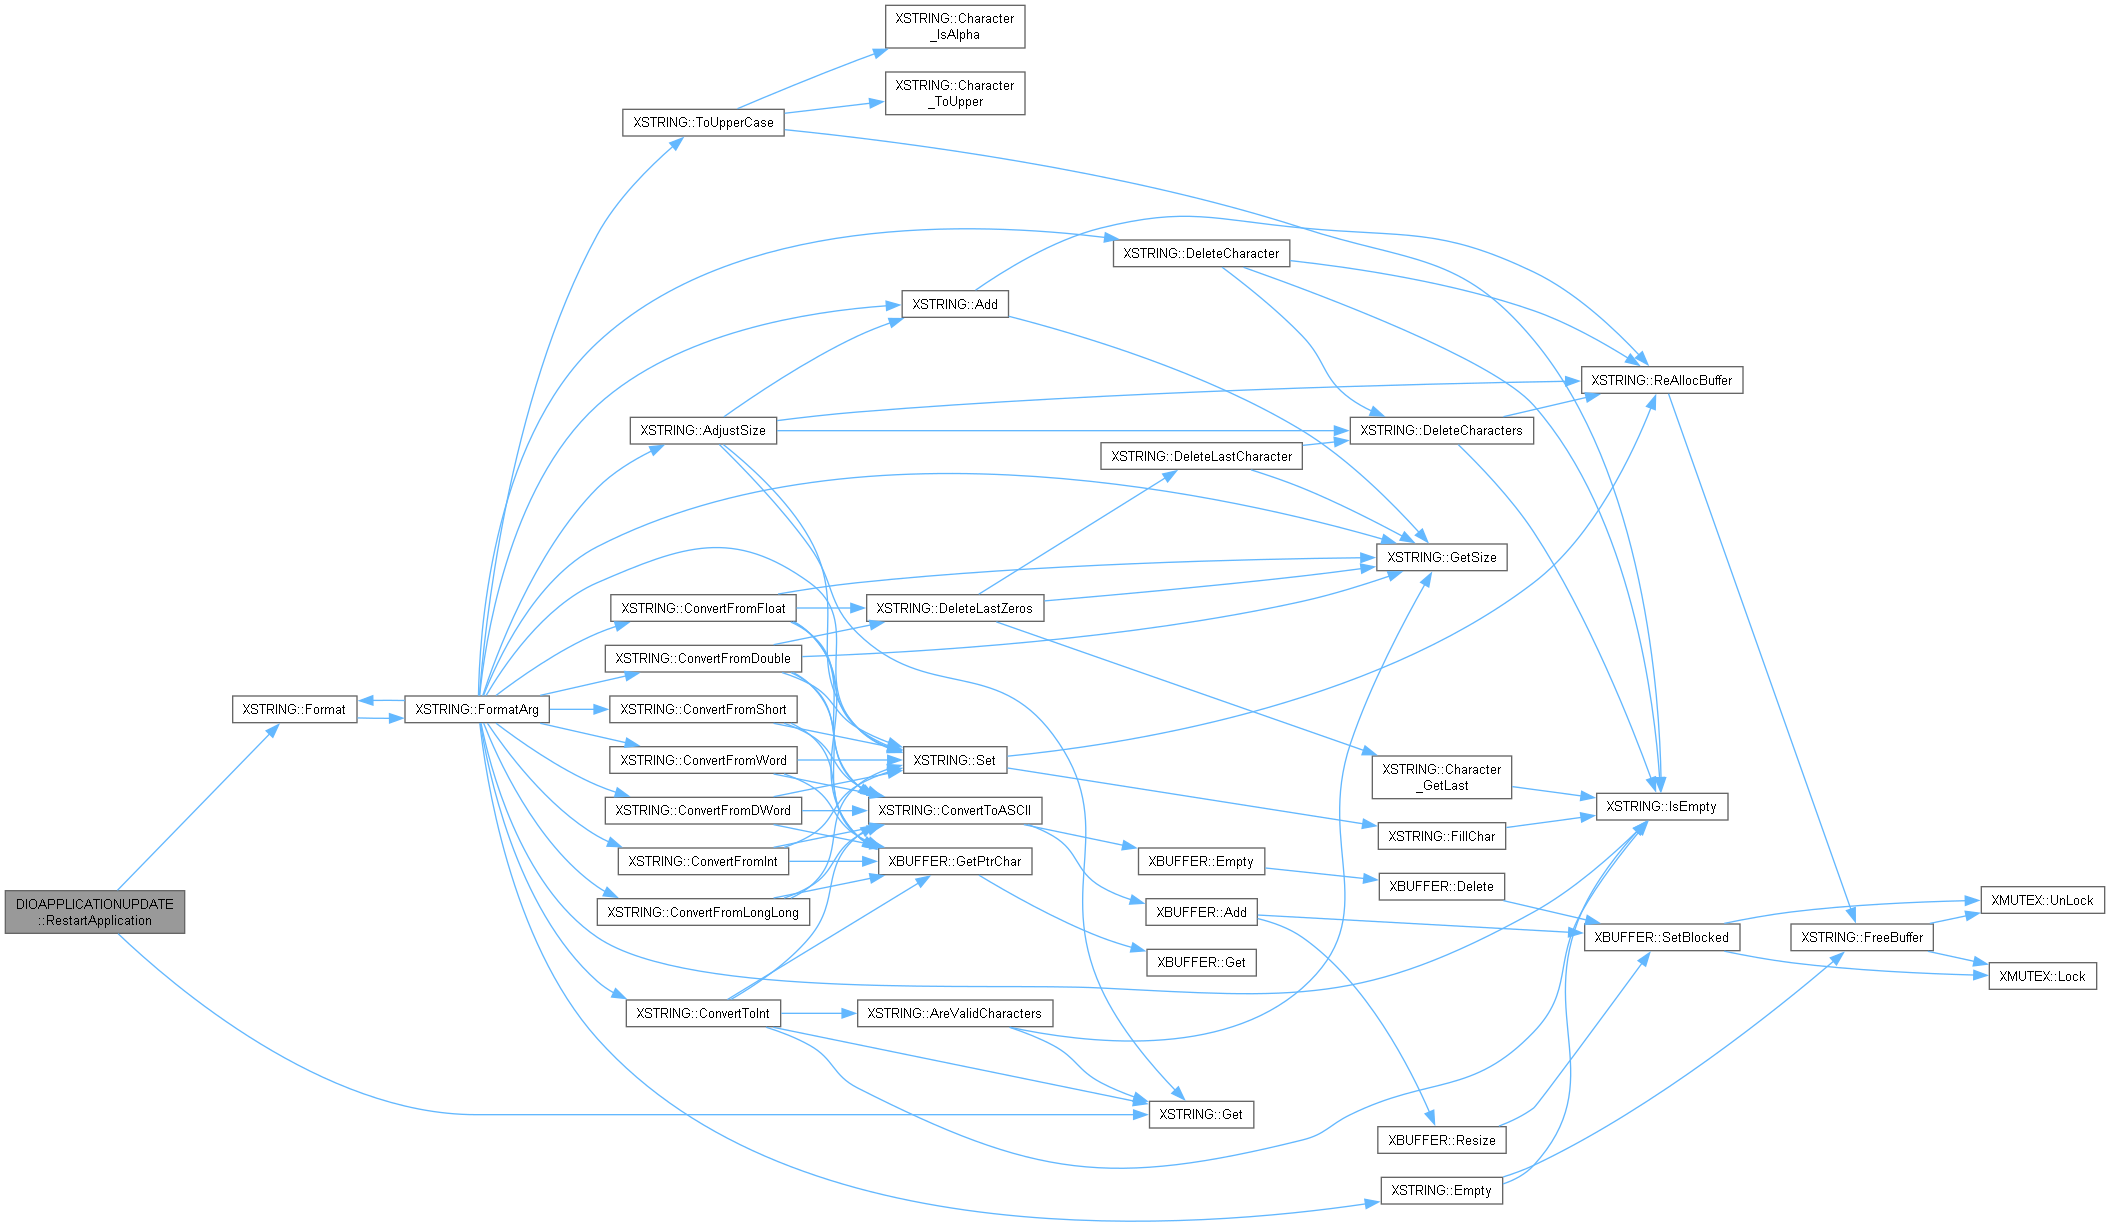 XSTRING::Character
_IsAlpha
XSTRING::Character
_ToUpper
XSTRING::ToUpperCase
XSTRING::DeleteCharacter
XSTRING::Add
XSTRING::ReAllocBuffer
XSTRING::AdjustSize
XSTRING::DeleteCharacters
XSTRING::DeleteLastCharacter
XSTRING::GetSize
XSTRING::ConvertFromFloat
XSTRING::DeleteLastZeros
XSTRING::ConvertFromDouble
XSTRING::Format
XSTRING::FormatArg
XSTRING::ConvertFromShort
XSTRING::ConvertFromWord
XSTRING::Set
XSTRING::Character
_GetLast
XSTRING::ConvertFromDWord
XSTRING::ConvertToASCII
XSTRING::IsEmpty
XSTRING::FillChar
XSTRING::ConvertFromInt
XBUFFER::GetPtrChar
XBUFFER::Empty
XBUFFER::Delete
XMUTEX::UnLock
DIOAPPLICATIONUPDATE
::RestartApplication
XSTRING::ConvertFromLongLong
XBUFFER::Add
XBUFFER::SetBlocked
XSTRING::FreeBuffer
XBUFFER::Get
XMUTEX::Lock
XSTRING::ConvertToInt
XSTRING::AreValidCharacters
XSTRING::Get
XBUFFER::Resize
XSTRING::Empty